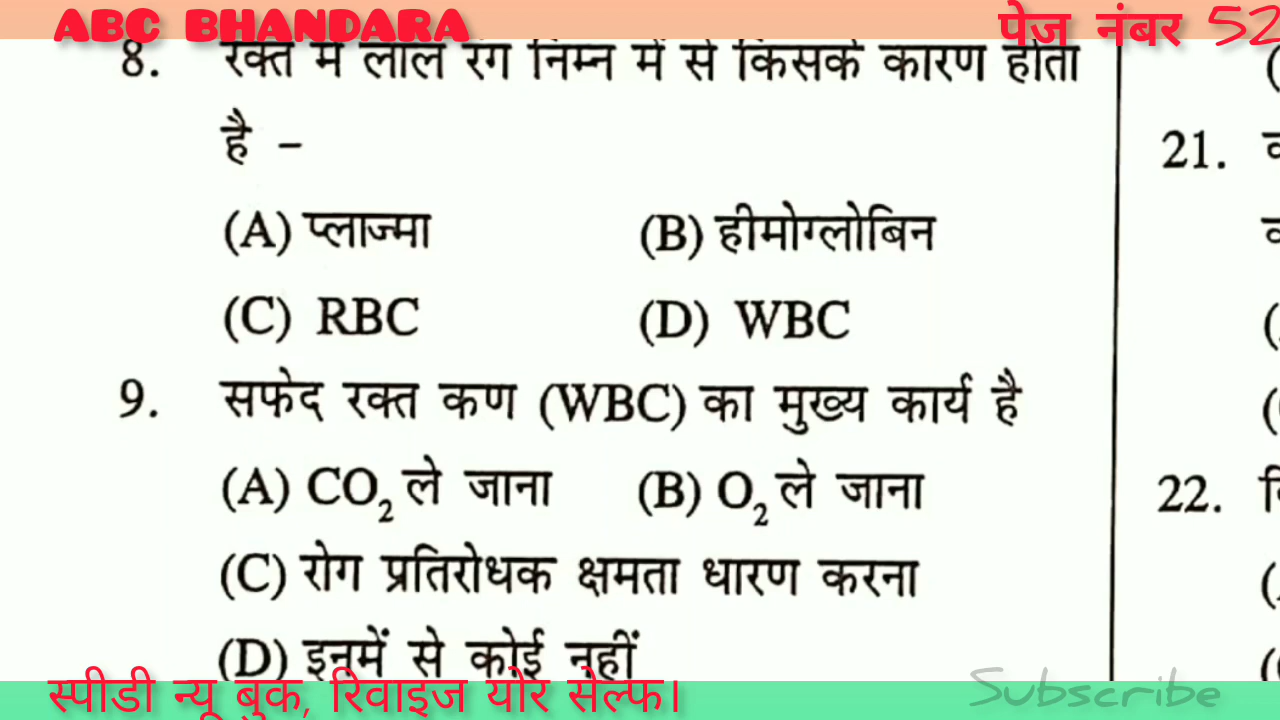 ABC BHANDARA
पेज नंबर 52
8. रक्त में लाल रंग निम्न में से किसके कारण होता
है –
(A) प्लाज्मा (B) हीमोग्लोबिन
(C) RBC (D) WBC
9. सफेद रक्त कण (WBC) का मुख्य कार्य है
(A) CO₂ ले जाना (B) O₂ ले जाना
(C) रोग प्रतिरोधक क्षमता धारण करना
(D) इनमें से कोई नहीं
21.
22.
स्पीडी न्यू बुक, रिवाइज योर सेल्फ।
Subscribe